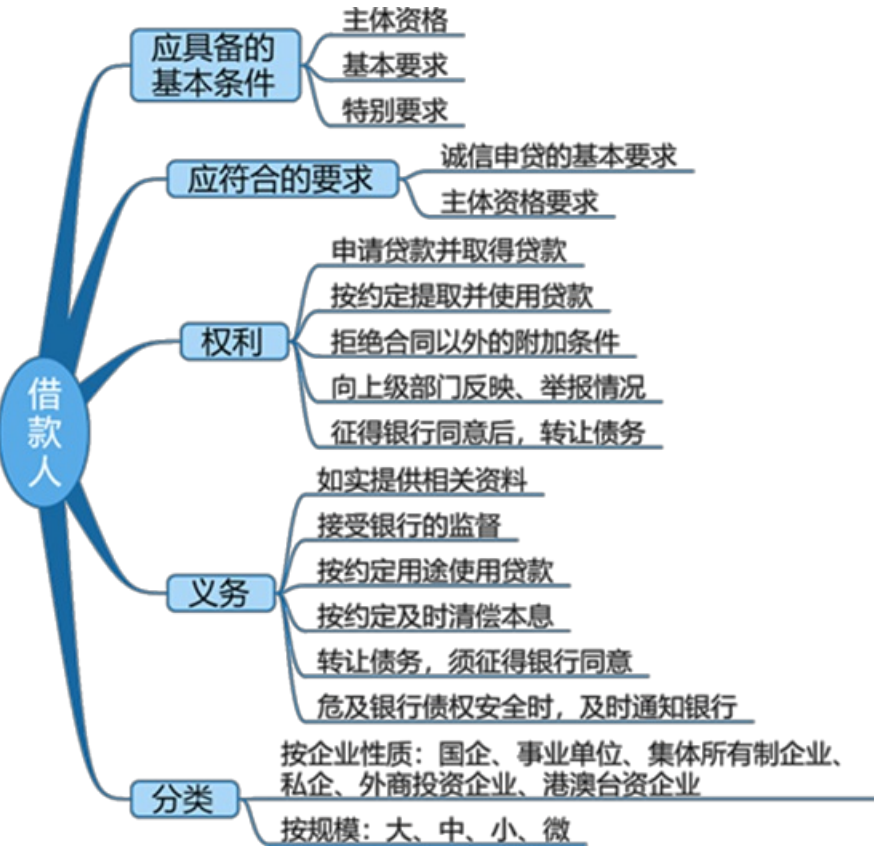 借
款
人
应具备的
基本条件
主体资格
基本要求
特别要求
应符合的要求
诚信申贷的基本要求
主体资格要求
权利
申请贷款并取得贷款
按约定提取并使用贷款
拒绝合同以外的附加条件
向上级部门反映、举报情况
征得银行同意后，转让债务
义务
如实提供相关资料
接受银行的监督
按约定用途使用贷款
按约定及时清偿本息
转让债务，须征得银行同意
危及银行债权安全时，及时通知银行
分类
按企业性质：国企、事业单位、集体所有制企业、
私企、外商投资企业、港澳台资企业
按规模：大、中、小、微